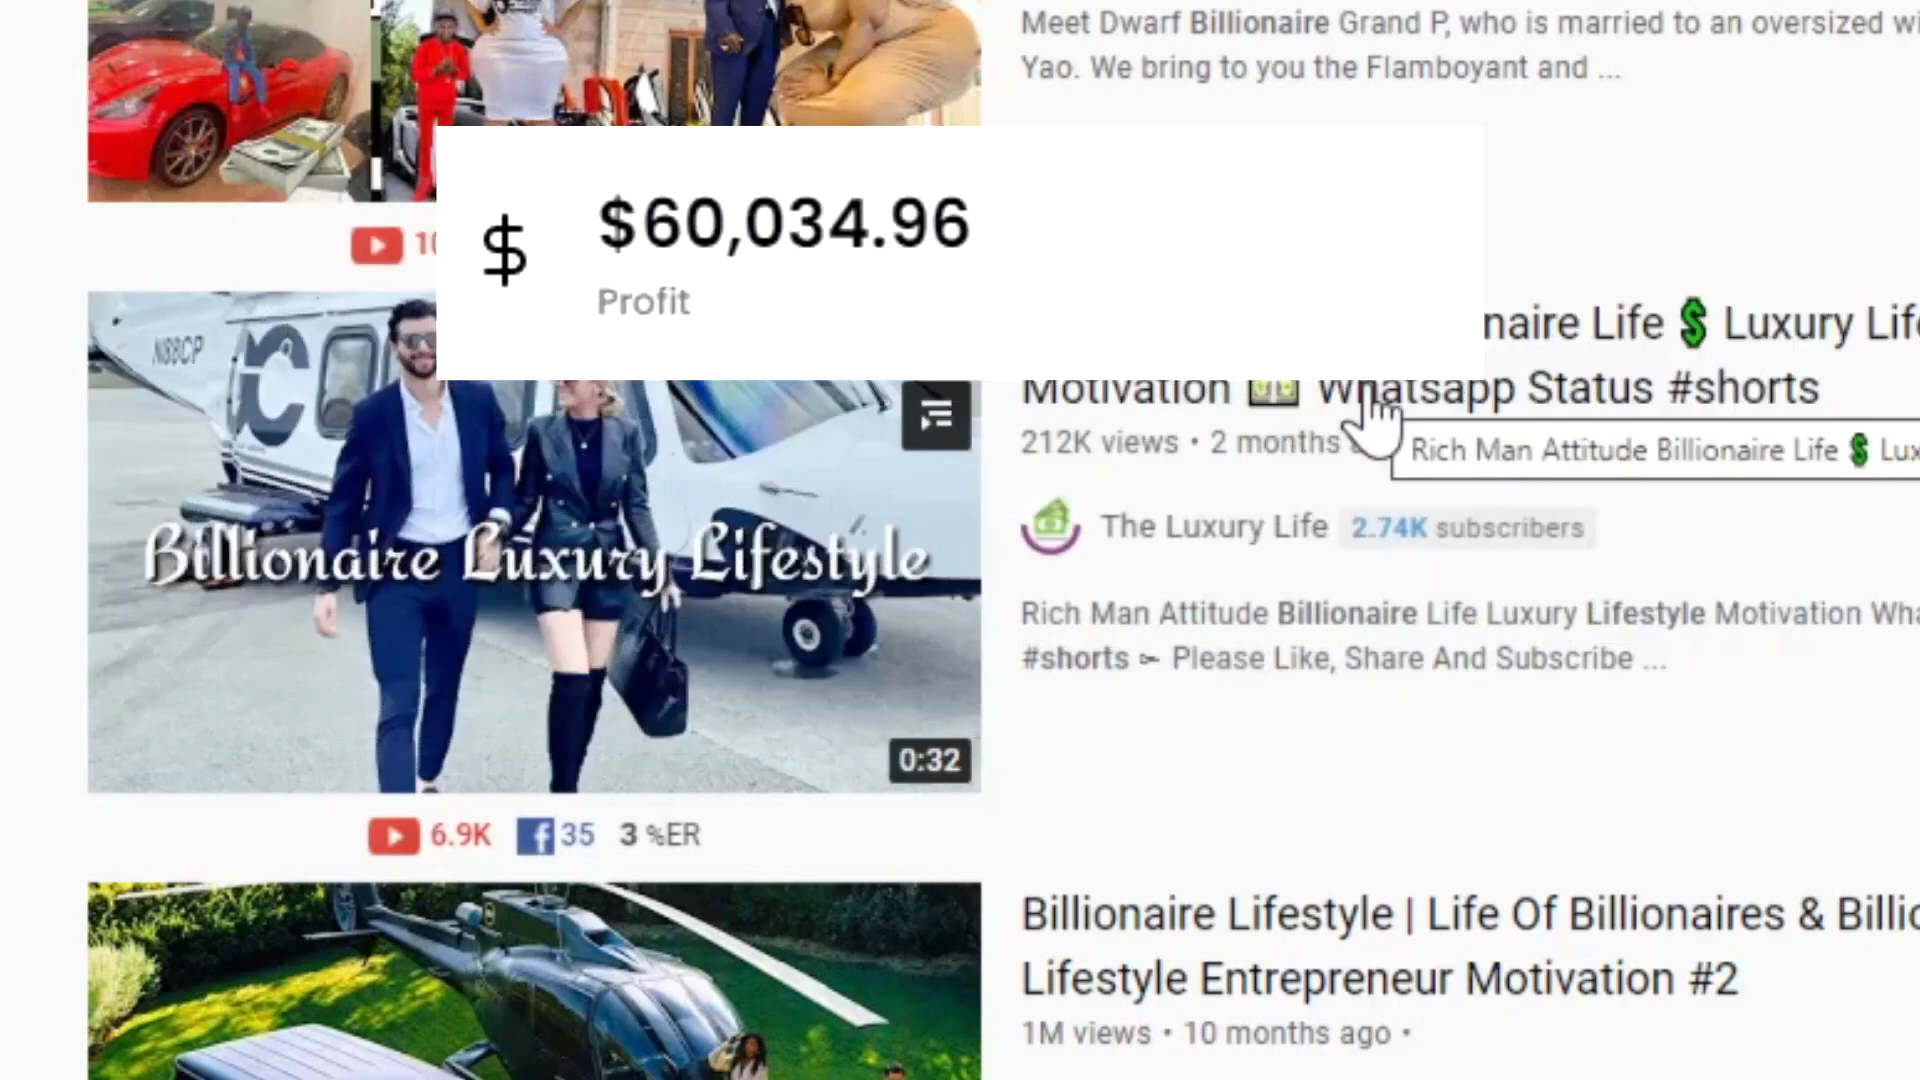 Meet Dwarf Billionaire Grand P, who is married to an oversized
Yao. We bring to you the Flamboyant and ...
$ $60,034.96
Profit
10
N88CP
naire Life 💲 Luxury Life
Motivation 💵 Whatsapp Status #shorts
212K views • 2 months
Rich Man Attitude Billionaire Life 💲 Lux
The Luxury Life 2.74K subscribers
Billionaire Luxury Lifestyle
Rich Man Attitude Billionaire Life Luxury Lifestyle Motivation Wha
#shorts ✂ Please Like, Share And Subscribe ...
0:32
6.9K f 35 3 %ER
Billionaire Lifestyle | Life Of Billionaires & Billio
Lifestyle Entrepreneur Motivation #2
1M views • 10 months ago •